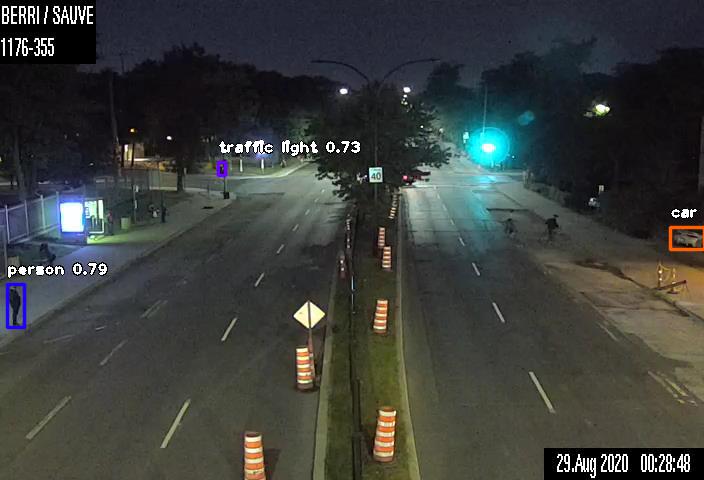 BERRI / SAUVE
1176-355
traffic light 0.73
40
car
person 0.79
29.Aug 2020 00:28:48